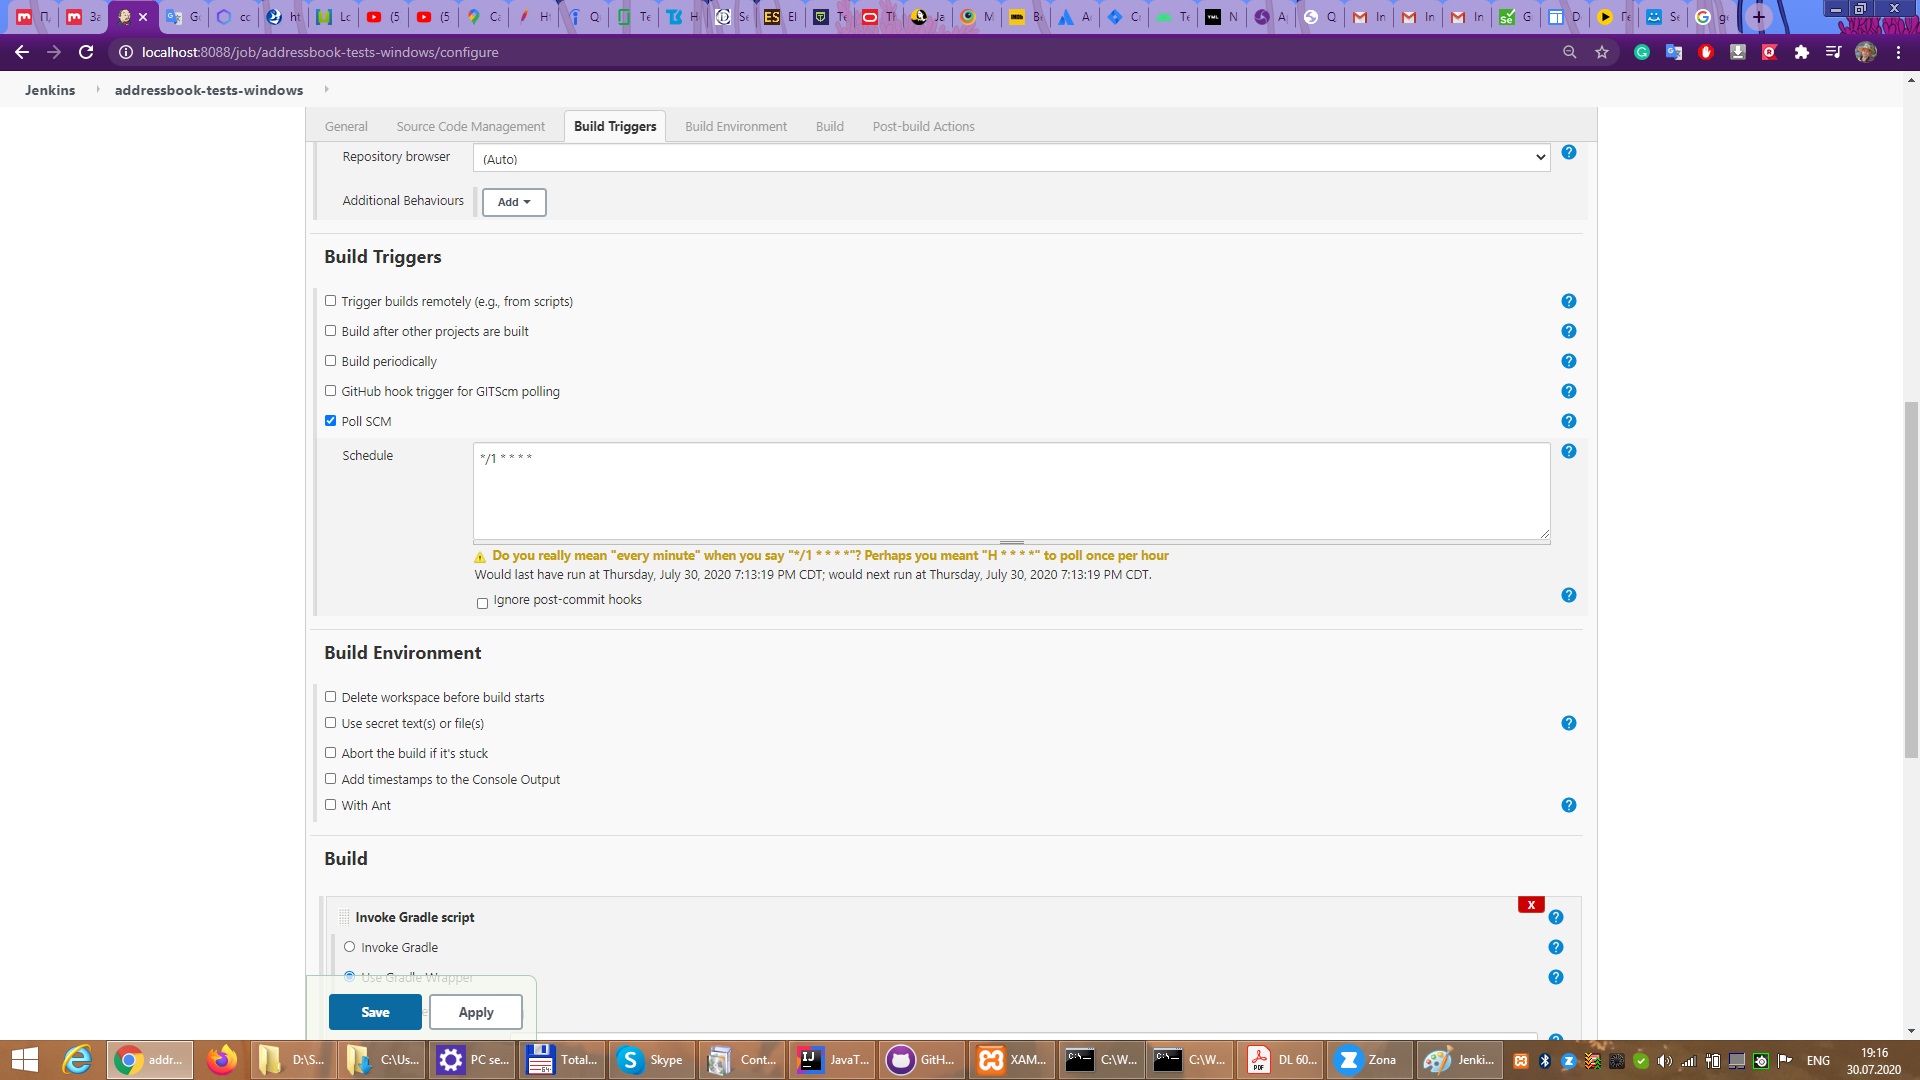 localhost:8088/job/addressbook-tests-windows/configure
Jenkins
addressbook-tests-windows
General
Source Code Management
Build Triggers
Build Environment
Build
Post-build Actions
Repository browser
(Auto)
Additional Behaviours
Add
Build Triggers
Trigger builds remotely (e.g., from scripts)
Build after other projects are built
Build periodically
GitHub hook trigger for GITScm polling
Poll SCM
Schedule
*/1 * * * *
Do you really mean "every minute" when you say "*/1 * * * *"? Perhaps you meant "H * * * *" to poll once per hour
Would last have run at Thursday, July 30, 2020 7:13:19 PM CDT; would next run at Thursday, July 30, 2020 7:13:19 PM CDT.
Ignore post-commit hooks
Build Environment
Delete workspace before build starts
Use secret text(s) or file(s)
Abort the build if it's stuck
Add timestamps to the Console Output
With Ant
Build
Invoke Gradle script
X
Invoke Gradle
Use Gradle Wrapper
Save
Apply
addr...
D:\S...
C:\Us...
PC se...
Total...
Skype
Cont...
JavaT...
GitH...
XAM...
C:\W...
C:\W...
DL 60...
Zona
Jenki...
ENG
19:16
30.07.2020